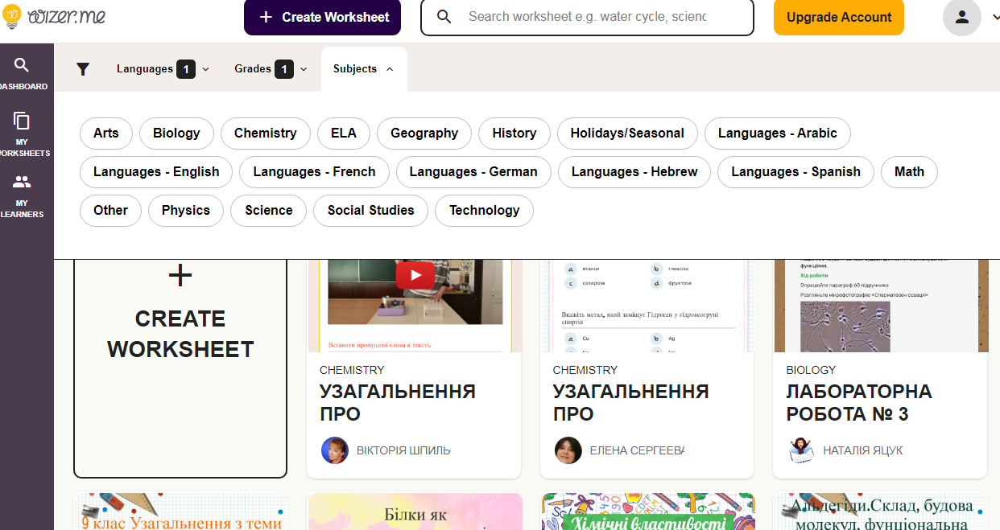 wizer.me
+ Create Worksheet
Search worksheet e.g. water cycle, scienc
Upgrade Account
DASHBOARD
MY
WORKSHEETS
MY
LEARNERS
Languages 1 Grades 1 Subjects
Arts Biology Chemistry ELA Geography History Holidays/Seasonal Languages - Arabic
Languages - English Languages - French Languages - German Languages - Hebrew Languages - Spanish Math
Other Physics Science Social Studies Technology
+
CREATE
WORKSHEET
Вставити пропущені слова в тексті.
CHEMISTRY
УЗАГАЛЬНЕННЯ
ПРО
ВІКТОРІЯ ШПИЛЬ
a етанол b глюкоза
c сахароза d фруктоза
Вкажіть метал, який заміщує Гідроген у гідроксогрупі
спиртів
a Cu b Ag
CHEMISTRY
УЗАГАЛЬНЕННЯ
ПРО
ЕЛЕНА СЕРГЕЕВА
функціями.
Хід роботи
Опрацюйте параграф 60 підручника
Розгляньте мікрофотографію «Сперматозоон ссавця»
BIOLOGY
ЛАБОРАТОРНА
РОБОТА № 3
НАТАЛІЯ ЯЦУК
9 клас Узагальнення з теми
Білки як
Хімічні властивості
Альдегіди.Склад, будова
молекул, фунціональна